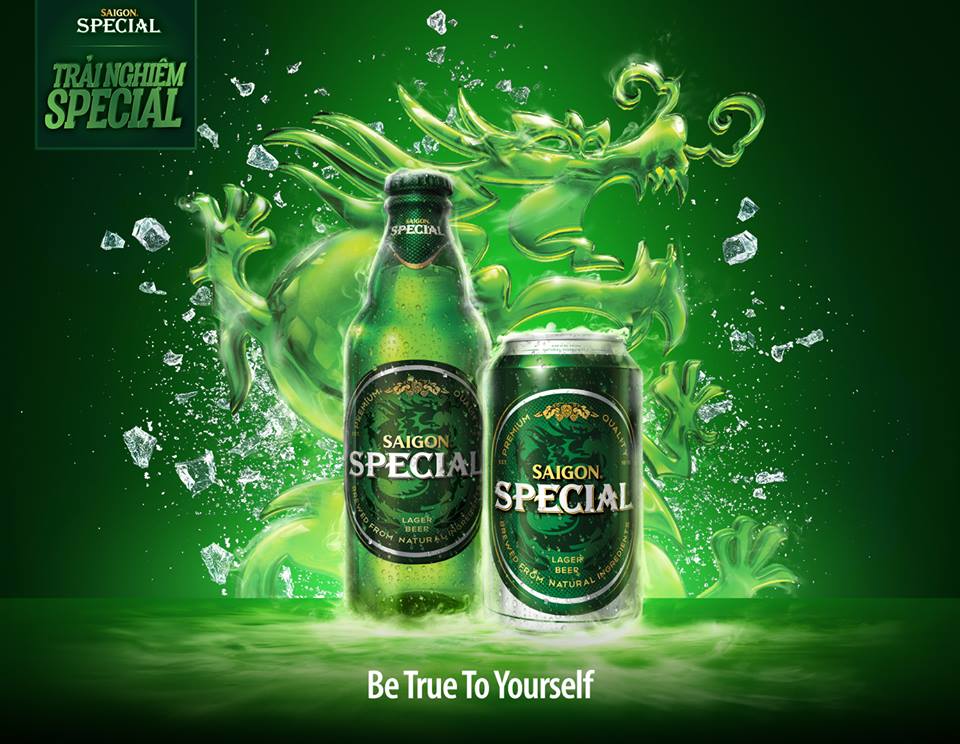 SAIGON
SPECIAL
TRẢI NGHIỆM
SPECIAL
SAIGON
SPECIAL
PREMIUM QUALITY
SAIGON
SPECIAL
LAGER
BEER
BREWED FROM NATURAL INGREDIENTS
PREMIUM QUALITY
SAIGON
SPECIAL
LAGER
BEER
BREWED FROM NATURAL INGREDIENTS
Be True To Yourself